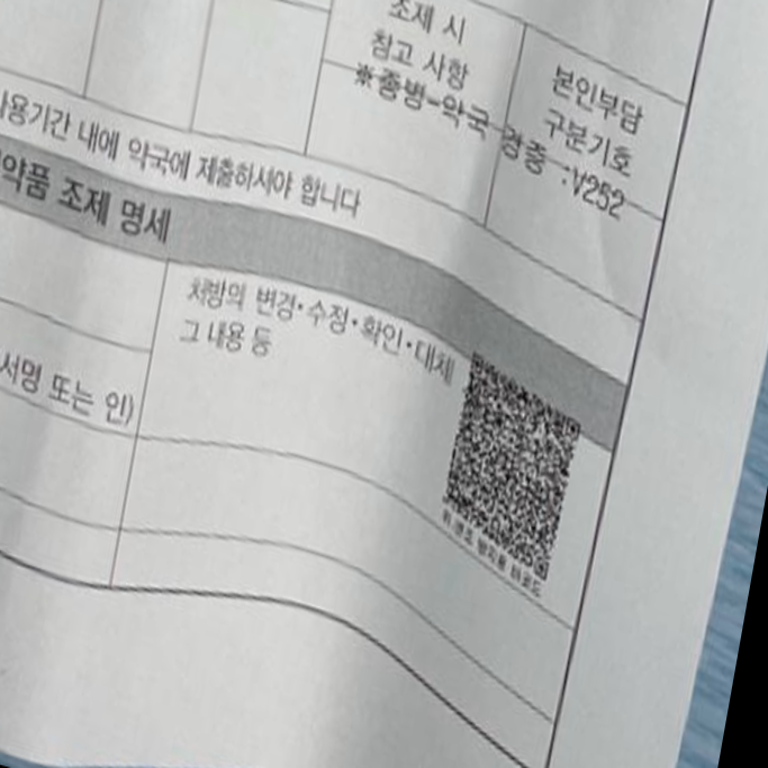 조제 시
참고 사항
본인부담
구분기호
※종병-약국 경증 :V252
사용기간 내에 약국에 제출하셔야 합니다
약품 조제 명세
처방의 변경·수정·확인·대체
그 내용 등
서명 또는 인)